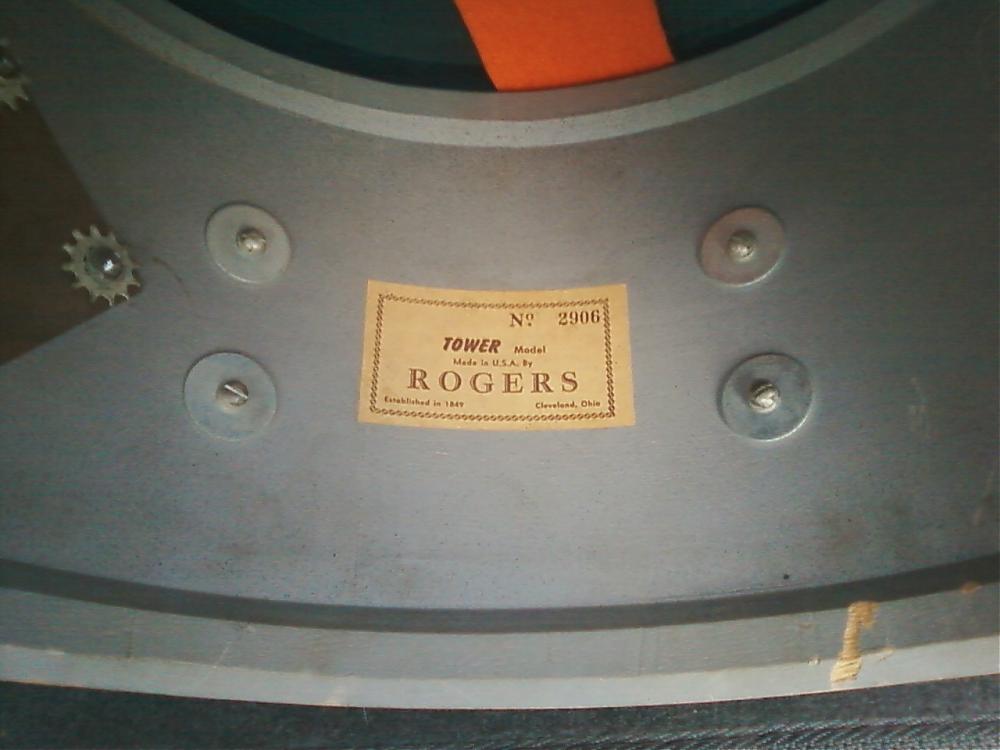 Nº 2906
TOWER Model
Made in U.S.A. By
ROGERS
Established in 1849 Cleveland, Ohio